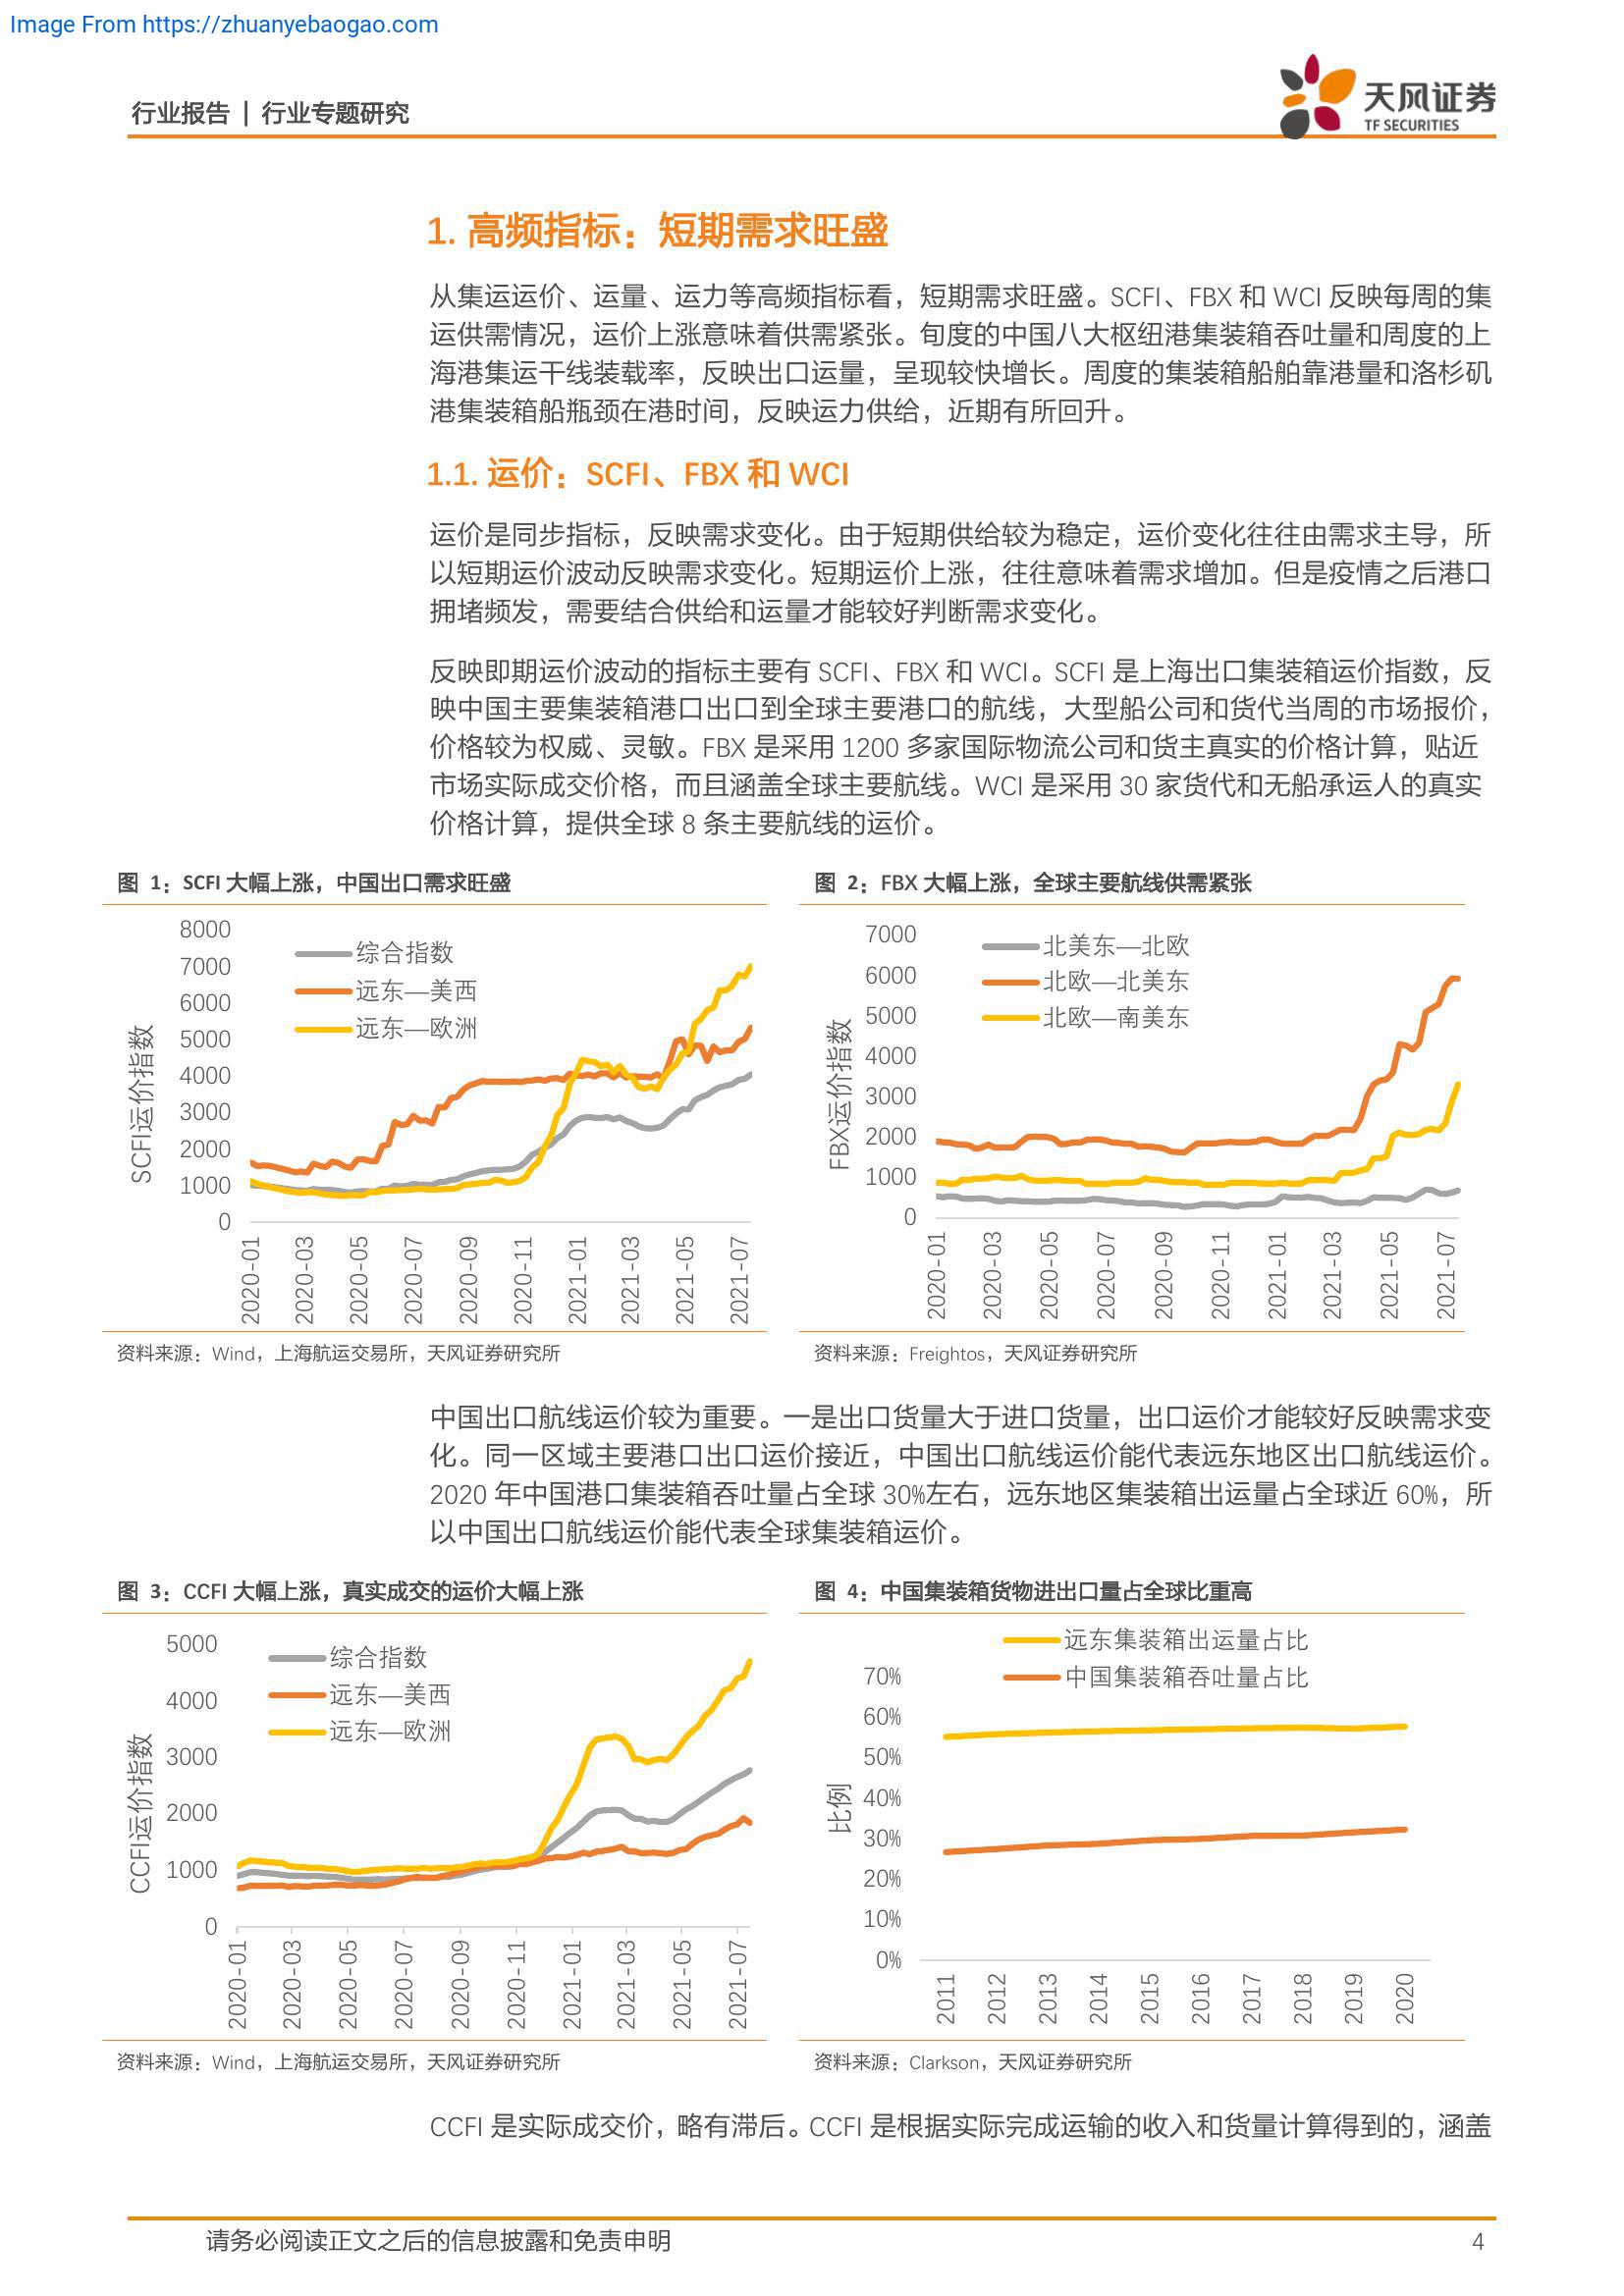 Image From https://zhuanyebaogao.com
行业报告 | 行业专题研究
天风证券
TF SECURITIES
1. 高频指标：短期需求旺盛
从集运运价、运量、运力等高频指标看，短期需求旺盛。SCFI、FBX 和 WCI 反映每周的集
运供需情况，运价上涨意味着供需紧张。旬度的中国八大枢纽港集装箱吞吐量和周度的上
海港集运干线装载率，反映出口运量，呈现较快增长。周度的集装箱船舶靠港量和洛杉矶
港集装箱船瓶颈在港时间，反映运力供给，近期有所回升。
1.1. 运价：SCFI、FBX 和 WCI
运价是同步指标，反映需求变化。由于短期供给较为稳定，运价变化往往由需求主导，所
以短期运价波动反映需求变化。短期运价上涨，往往意味着需求增加。但是疫情之后港口
拥堵频发，需要结合供给和运量才能较好判断需求变化。
反映即期运价波动的指标主要有 SCFI、FBX 和 WCI。SCFI 是上海出口集装箱运价指数，反
映中国主要集装箱港口出口到全球主要港口的航线，大型船公司和货代当周的市场报价，
价格较为权威、灵敏。FBX 是采用 1200 多家国际物流公司和货主真实的价格计算，贴近
市场实际成交价格，而且涵盖全球主要航线。WCI 是采用 30 家货代和无船承运人的真实
价格计算，提供全球 8 条主要航线的运价。
图 1：SCFI 大幅上涨，中国出口需求旺盛
SCFI运价指数
8000
7000
6000
5000
4000
3000
2000
1000
0
综合指数
远东—美西
远东—欧洲
2020-01
2020-03
2020-05
2020-07
2020-09
2020-11
2021-01
2021-03
2021-05
2021-07
资料来源：Wind，上海航运交易所，天风证券研究所
图 2：FBX 大幅上涨，全球主要航线供需紧张
FBX运价指数
7000
6000
5000
4000
3000
2000
1000
0
北美东—北欧
北欧—北美东
北欧—南美东
2020-01
2020-03
2020-05
2020-07
2020-09
2020-11
2021-01
2021-03
2021-05
2021-07
资料来源：Freightos，天风证券研究所
中国出口航线运价较为重要。一是出口货量大于进口货量，出口运价才能较好反映需求变
化。同一区域主要港口出口运价接近，中国出口航线运价能代表远东地区出口航线运价。
2020 年中国港口集装箱吞吐量占全球 30%左右，远东地区集装箱出运量占全球近 60%，所
以中国出口航线运价能代表全球集装箱运价。
图 3：CCFI 大幅上涨，真实成交的运价大幅上涨
CCFI运价指数
5000
4000
3000
2000
1000
0
综合指数
远东—美西
远东—欧洲
2020-01
2020-03
2020-05
2020-07
2020-09
2020-11
2021-01
2021-03
2021-05
2021-07
资料来源：Wind，上海航运交易所，天风证券研究所
图 4：中国集装箱货物进出口量占全球比重高
远东集装箱出运量占比
中国集装箱吞吐量占比
比例
70%
60%
50%
40%
30%
20%
10%
0%
2011
2012
2013
2014
2015
2016
2017
2018
2019
2020
资料来源：Clarkson，天风证券研究所
CCFI 是实际成交价，略有滞后。CCFI 是根据实际完成运输的收入和货量计算得到的，涵盖
请务必阅读正文之后的信息披露和免责申明
4